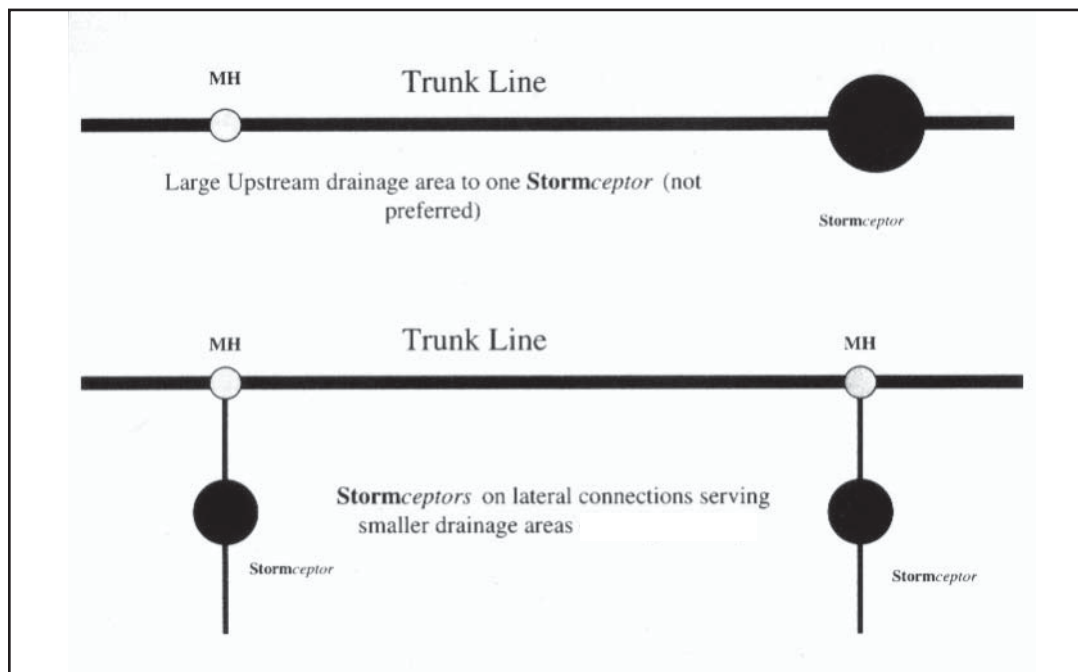 MH
Trunk Line
Large Upstream drainage area to one Stormceptor (not
preferred)
Stormceptor
MH
Trunk Line
MH
Stormceptors on lateral connections serving
smaller drainage areas
Stormceptor
Stormceptor